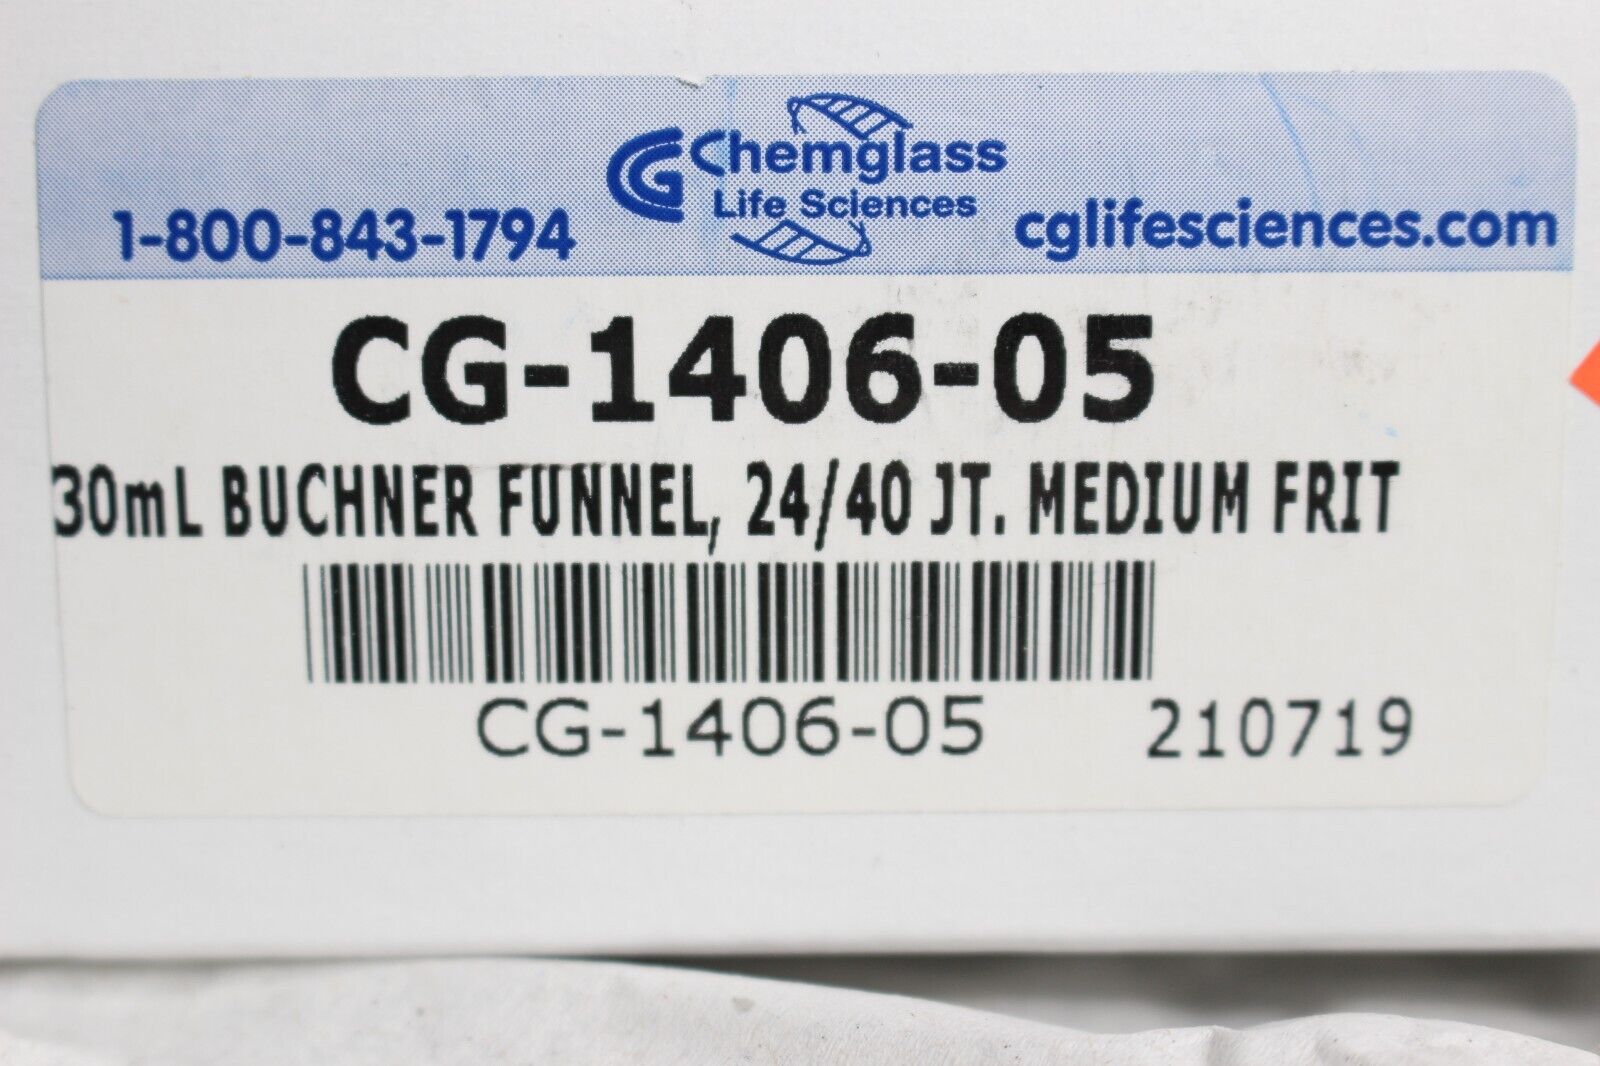 CG Chemglass
Life Sciences
1-800-843-1794
cglifesciences.com
CG-1406-05
30mL BUCHNER FUNNEL, 24/40 JT. MEDIUM FRIT
CG-1406-05 210719